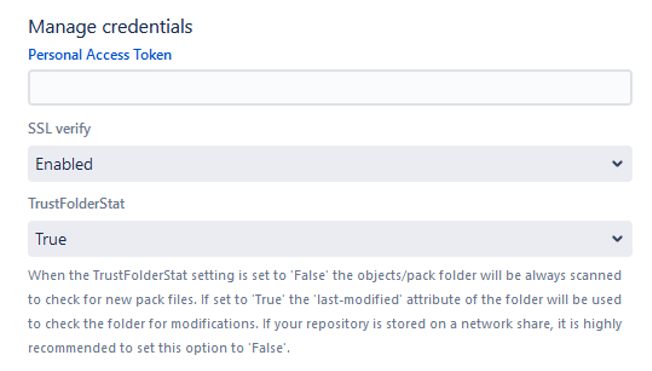 Manage credentials
Personal Access Token
SSL verify
Enabled
TrustFolderStat
True
When the TrustFolderStat setting is set to 'False' the objects/pack folder will be always scanned
to check for new pack files. If set to 'True' the 'last-modified' attribute of the folder will be used
to check the folder for modifications. If your repository is stored on a network share, it is highly
recommended to set this option to 'False'.